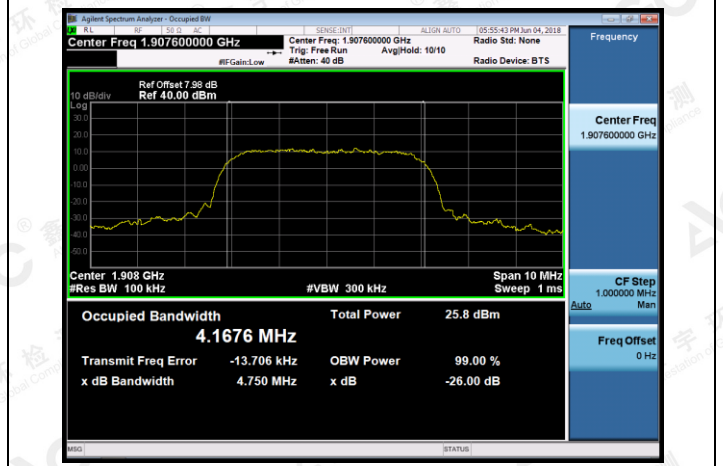 Agilent Spectrum Analyzer - Occupied BW
RL RF 50 Ω AC SENSE:INT ALIGN AUTO 05:55:43 PM Jun 04, 2018
Center Freq 1.907600000 GHz
Center Freq: 1.907600000 GHz
Radio Std: None
Trig: Free Run Avg|Hold: 10/10
#IFGain:Low #Atten: 40 dB Radio Device: BTS
Frequency
Ref Offset 7.98 dB
10 dB/div Ref 40.00 dBm
Log
30.0
20.0
10.0
0.00
-10.0
-20.0
-30.0
-40.0
-50.0
Center Freq
1.907600000 GHz
Center 1.908 GHz Span 10 MHz
#Res BW 100 kHz #VBW 300 kHz Sweep 1 ms
CF Step
1.000000 MHz
Auto Man
Occupied Bandwidth Total Power 25.8 dBm
4.1676 MHz
Freq Offset
0 Hz
Transmit Freq Error -13.706 kHz OBW Power 99.00 %
x dB Bandwidth 4.750 MHz x dB -26.00 dB
MSG STATUS